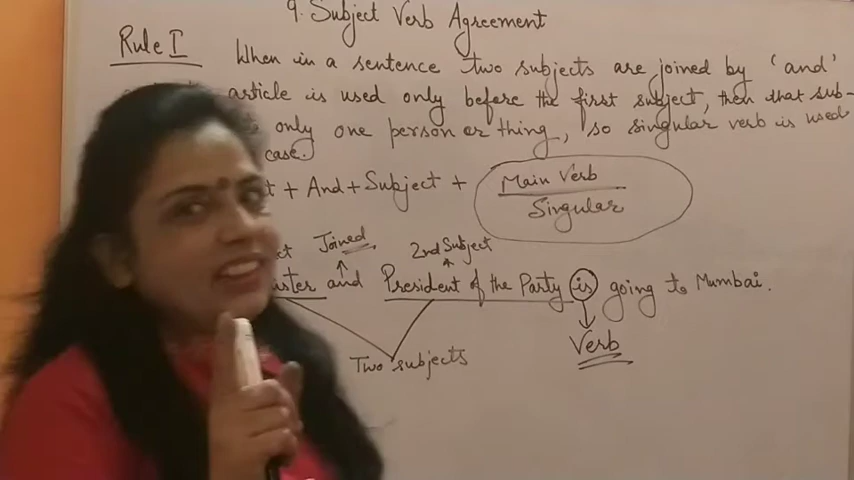 9. Subject Verb Agreement
Rule I
When in a sentence two subjects are joined by 'and'
article is used only before the first subject, then that sub-
only one person or thing, so singular verb is used
case.
+ And + Subject + Main Verb
Singular
Joined 2nd Subject
and President of the Party is going to Mumbai.
Two subjects
Verb